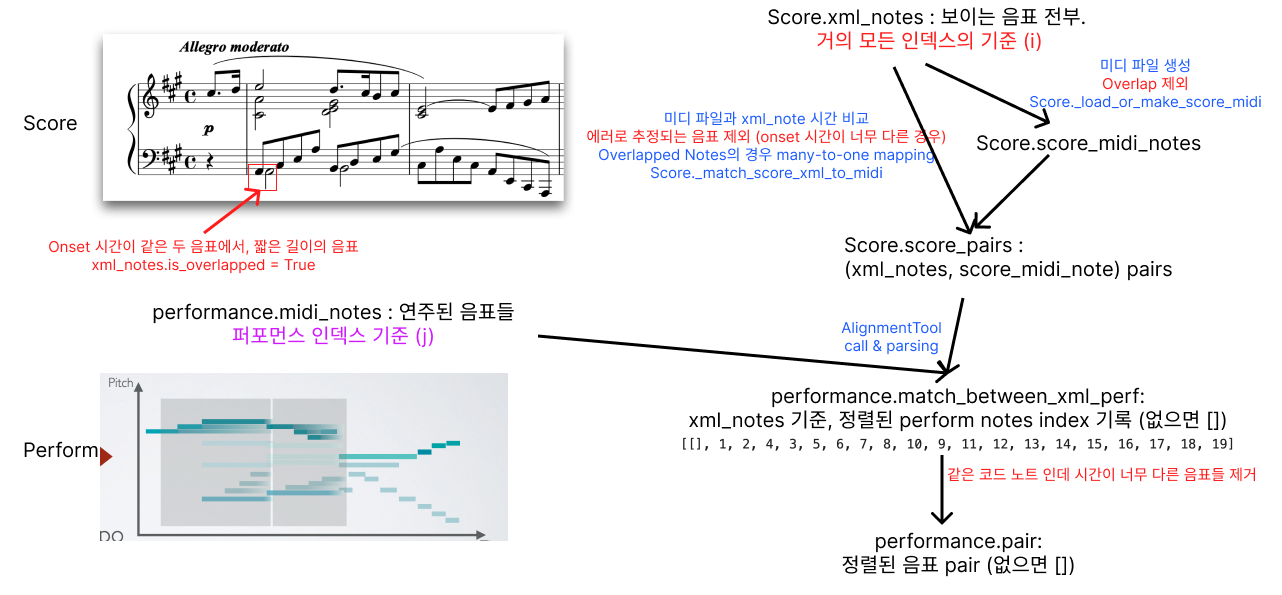 Score.xml_notes : 보이는 음표 전부.
거의 모든 인덱스의 기준 (i)
Allegro moderato
p
Score
미디 파일 생성
Overlap 제외
Score._load_or_make_score_midi
미디 파일과 xml_note 시간 비교
에러로 추정되는 음표 제외 (onset 시간이 너무 다른 경우)
Overlapped Notes의 경우 many-to-one mapping
Score._match_score_xml_to_midi
Score.score_midi_notes
Onset 시간이 같은 두 음표에서, 짧은 길이의 음표
xml_notes.is_overlapped = True
Score.score_pairs :
(xml_notes, score_midi_note) pairs
performance.midi_notes : 연주된 음표들
퍼포먼스 인덱스 기준 (j)
AlignmentTool
call & parsing
Pitch
Perform
DO
performance.match_between_xml_perf:
xml_notes 기준, 정렬된 perform notes index 기록 (없으면 [])
[[], 1, 2, 4, 3, 5, 6, 7, 8, 10, 9, 11, 12, 13, 14, 15, 16, 17, 18, 19]
같은 코드 노트 인데 시간이 너무 다른 음표들 제거
performance.pair:
정렬된 음표 pair (없으면 [])